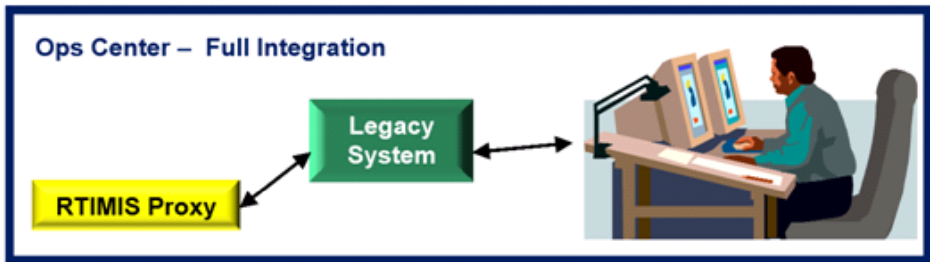 Ops Center – Full Integration
Legacy
System
RTIMIS Proxy